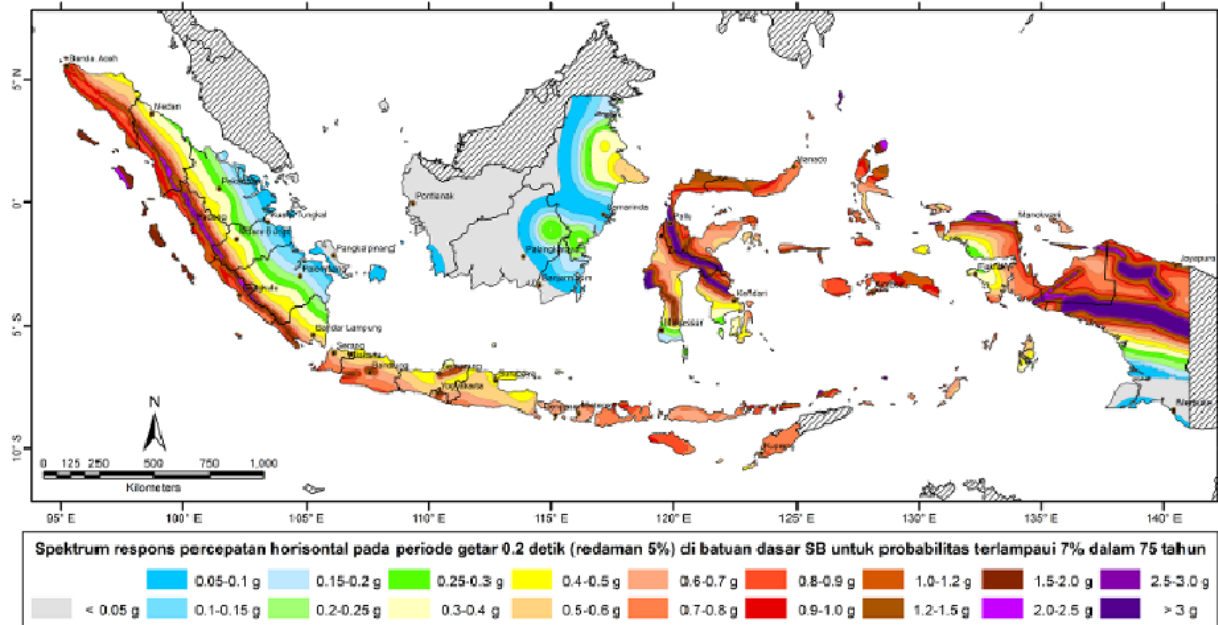 Banda Aceh
5° N
Medan
Pekanbaru
Manado
Pontianak
0°
Kuala Tungkal
Samarinda
Palu
Manokwari
Padang
Pangkalpinang
Palangkaraya
Jayapura
Palembang
Kendari
Bengkulu
Makassar
5° S
Bandar Lampung
Serang
Bandung
Semarang
Surabaya
Yogyakarta
Kupang
N
10° S
0 125 250 500 750 1,000
Kilometers
95° E 100° E 105° E 110° E 115° E 120° E 125° E 130° E 135° E 140° E
Spektrum respons percepatan horisontal pada periode getar 0.2 detik (redaman 5%) di batuan dasar SB untuk probabilitas terlampaui 7% dalam 75 tahun
0.05-0.1 g 0.15-0.2 g 0.25-0.3 g 0.4-0.5 g 0.6-0.7 g 0.8-0.9 g 1.0-1.2 g 1.5-2.0 g 2.5-3.0 g
< 0.05 g 0.1-0.15 g 0.2-0.25 g 0.3-0.4 g 0.5-0.6 g 0.7-0.8 g 0.9-1.0 g 1.2-1.5 g 2.0-2.5 g > 3 g